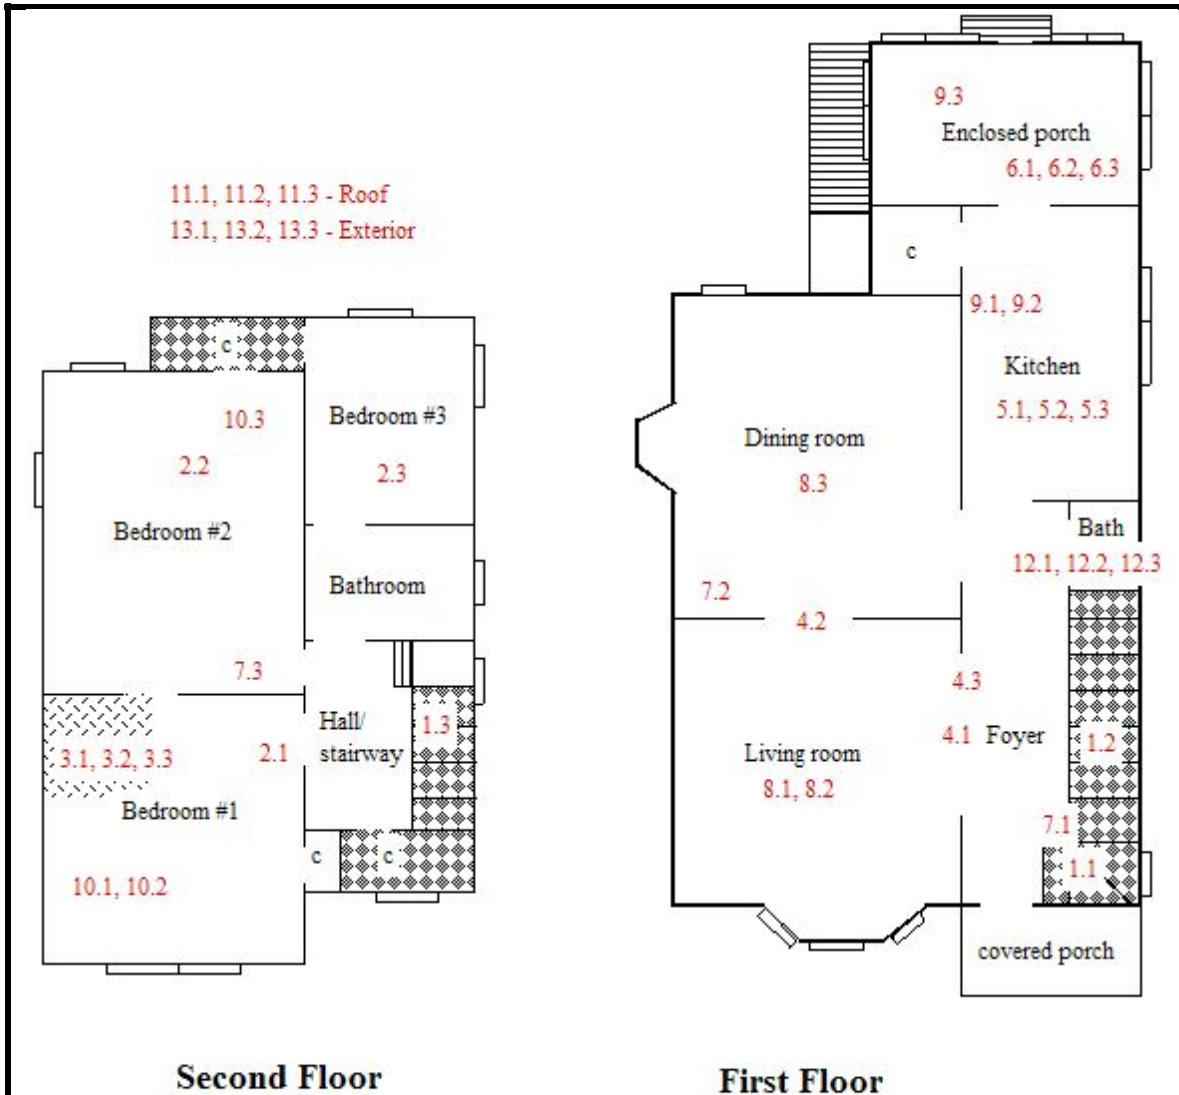 11.1, 11.2, 11.3 - Roof
13.1, 13.2, 13.3 - Exterior
c
10.3
Bedroom #3
2.2
2.3
Bedroom #2
Bathroom
7.3
Hall/
stairway
1.3
3.1, 3.2, 3.3
2.1
Bedroom #1
c
c
10.1, 10.2
Second Floor
9.3
Enclosed porch
6.1, 6.2, 6.3
c
9.1, 9.2
Kitchen
5.1, 5.2, 5.3
Dining room
8.3
Bath
12.1, 12.2, 12.3
7.2
4.2
4.3
4.1
Foyer
1.2
Living room
8.1, 8.2
7.1
1.1
covered porch
First Floor